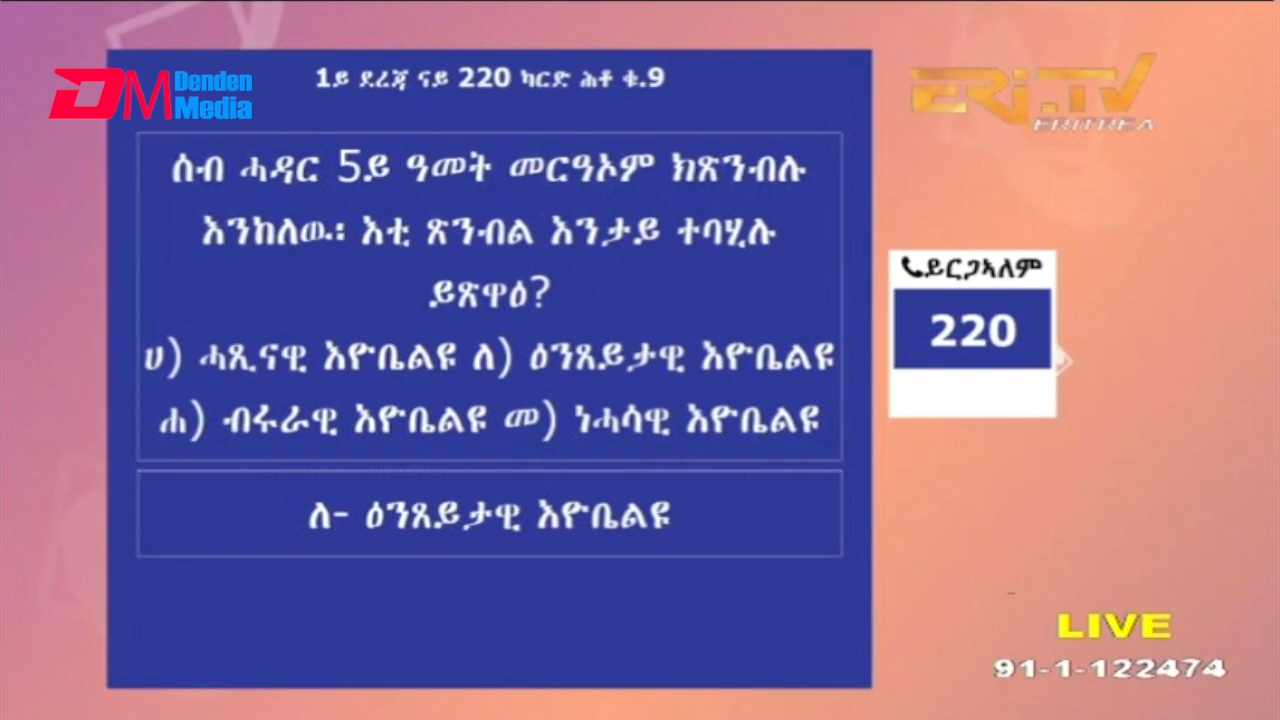 DM Denden Media
1ይ ደረጃ ናይ 220 ካርድ ሕቶ ቁ.9
ERi.TV
ERITREA
ሰብ ሓዳር 5ይ ዓመት መርዓኦም ክጽንብሉ
እንከለዉ፡ እቲ ጽንብል እንታይ ተባሂሉ
ይጽዋዕ?
ሀ) ሓጺናዊ እዮቤልዩ ለ) ዕንጸይታዊ እዮቤልዩ
ሐ) ብሩራዊ እዮቤልዩ መ) ነሓሳዊ እዮቤልዩ
ለ- ዕንጸይታዊ እዮቤልዩ
ይርጋኣለም
220
LIVE
91-1-122474